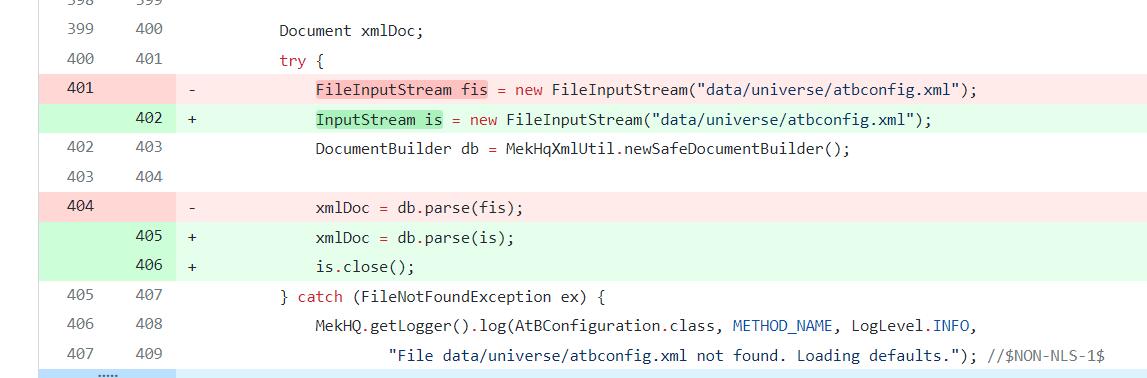 398 399
399 400 Document xmlDoc;
400 401 try {
401 - FileInputStream fis = new FileInputStream("data/universe/atbconfig.xml");
402 + InputStream is = new FileInputStream("data/universe/atbconfig.xml");
402 403 DocumentBuilder db = MekHqXmlUtil.newSafeDocumentBuilder();
403 404
404 - xmlDoc = db.parse(fis);
405 + xmlDoc = db.parse(is);
406 + is.close();
405 407 } catch (FileNotFoundException ex) {
406 408 MekHQ.getLogger().log(AtBConfiguration.class, METHOD_NAME, LogLevel.INFO,
407 409 "File data/universe/atbconfig.xml not found. Loading defaults."); //$NON-NLS-1$